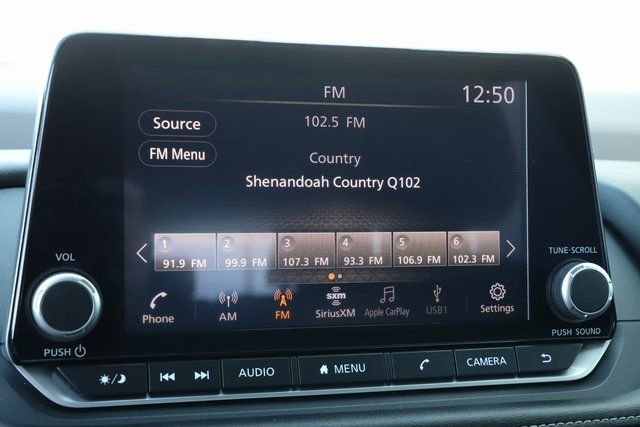 FM
12:50
Source
102.5 FM
FM Menu
Country
Shenandoah Country Q102
1 2 3 4 5 6
91.9 FM 99.9 FM 107.3 FM 93.3 FM 106.9 FM 102.3 FM
Phone AM FM SiriusXM Apple CarPlay USB1 Settings
sxm
VOL
PUSH
TUNE·SCROLL
PUSH SOUND
AUDIO MENU CAMERA